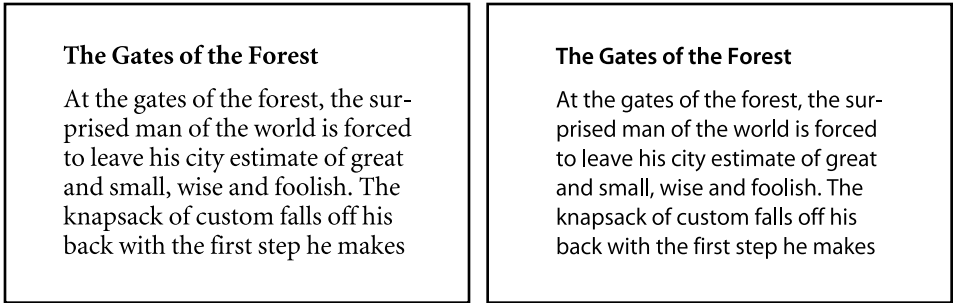 The Gates of the Forest
At the gates of the forest, the sur-
prised man of the world is forced
to leave his city estimate of great
and small, wise and foolish. The
knapsack of custom falls off his
back with the first step he makes
The Gates of the Forest
At the gates of the forest, the sur-
prised man of the world is forced
to leave his city estimate of great
and small, wise and foolish. The
knapsack of custom falls off his
back with the first step he makes